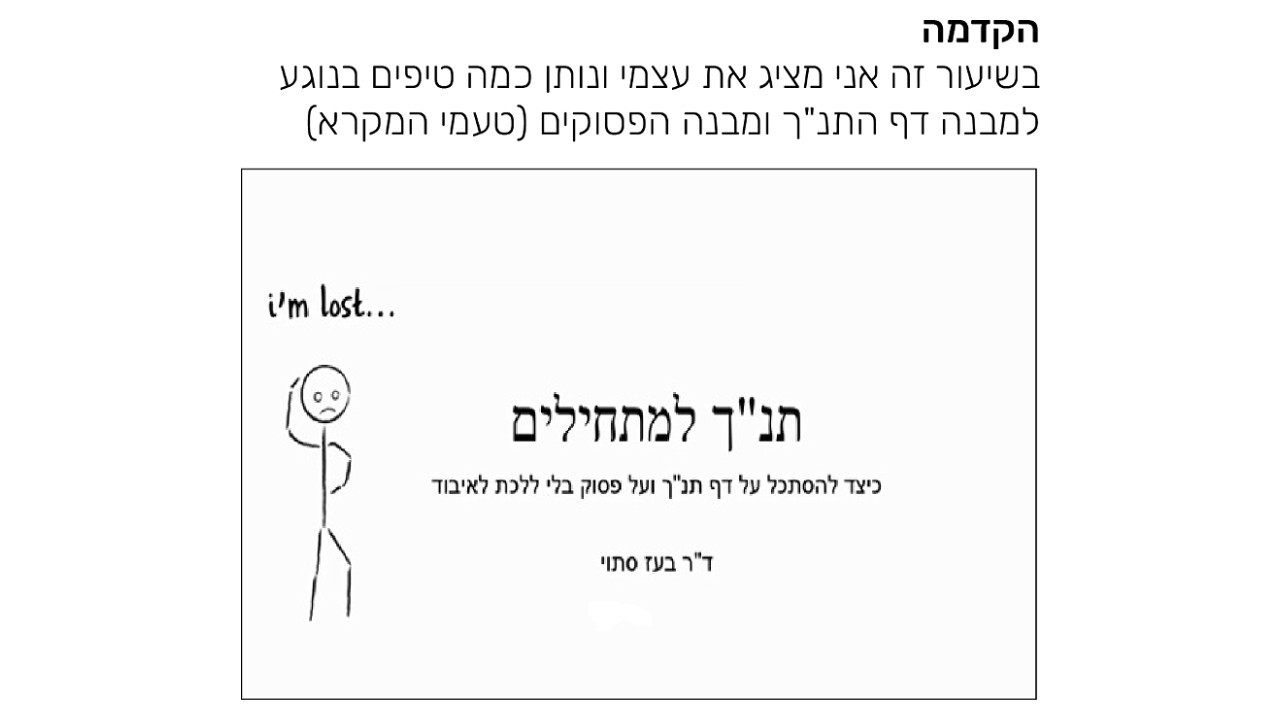 הקדמה
בשיעור זה אני מציג את עצמי ונותן כמה טיפים בנוגע
למבנה דף התנ"ך ומבנה הפסוקים (טעמי המקרא)
i'm lost...
תנ"ך למתחילים
כיצד להסתכל על דף תנ"ך ועל פסוק בלי ללכת לאיבוד
ד"ר בעז סתוי